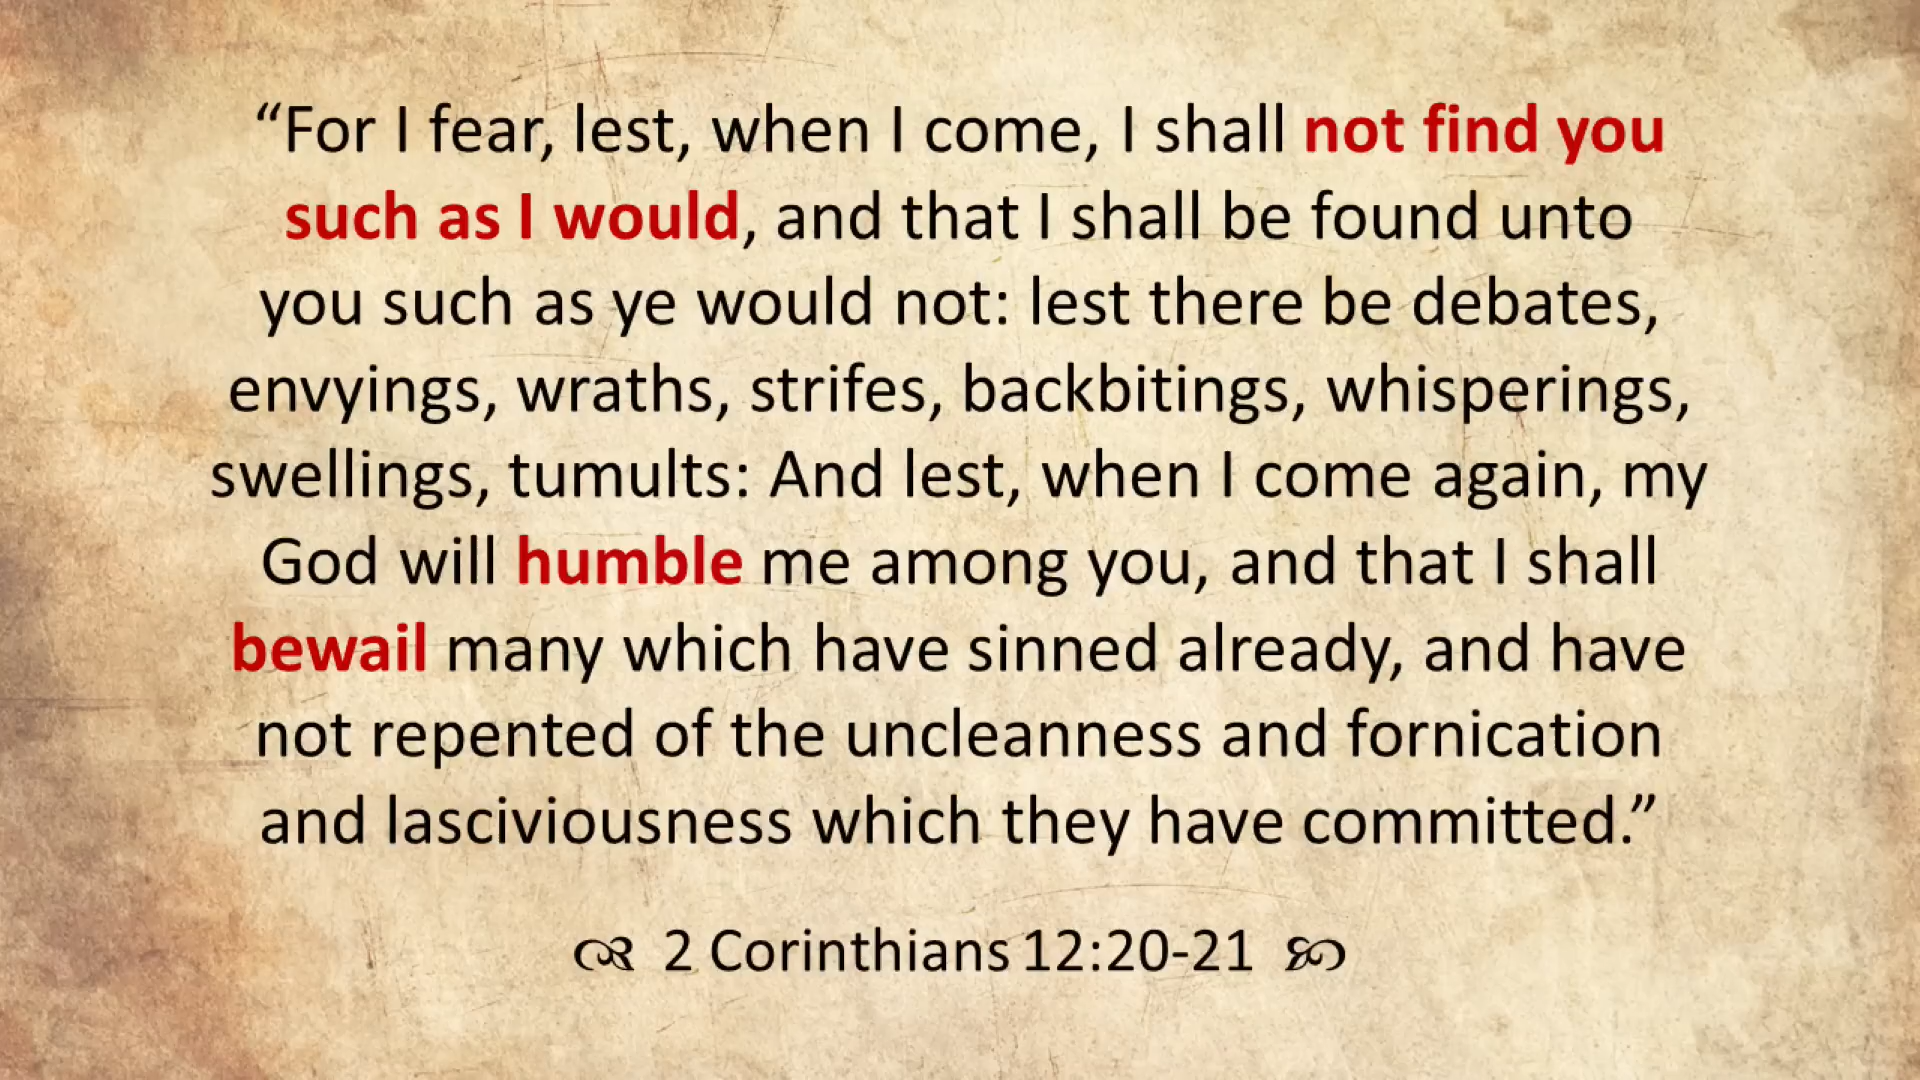 “For I fear, lest, when I come, I shall not find you
such as I would, and that I shall be found unto
you such as ye would not: lest there be debates,
envyings, wraths, strifes, backbitings, whisperings,
swellings, tumults: And lest, when I come again, my
God will humble me among you, and that I shall
bewail many which have sinned already, and have
not repented of the uncleanness and fornication
and lasciviousness which they have committed.”
2 Corinthians 12:20-21